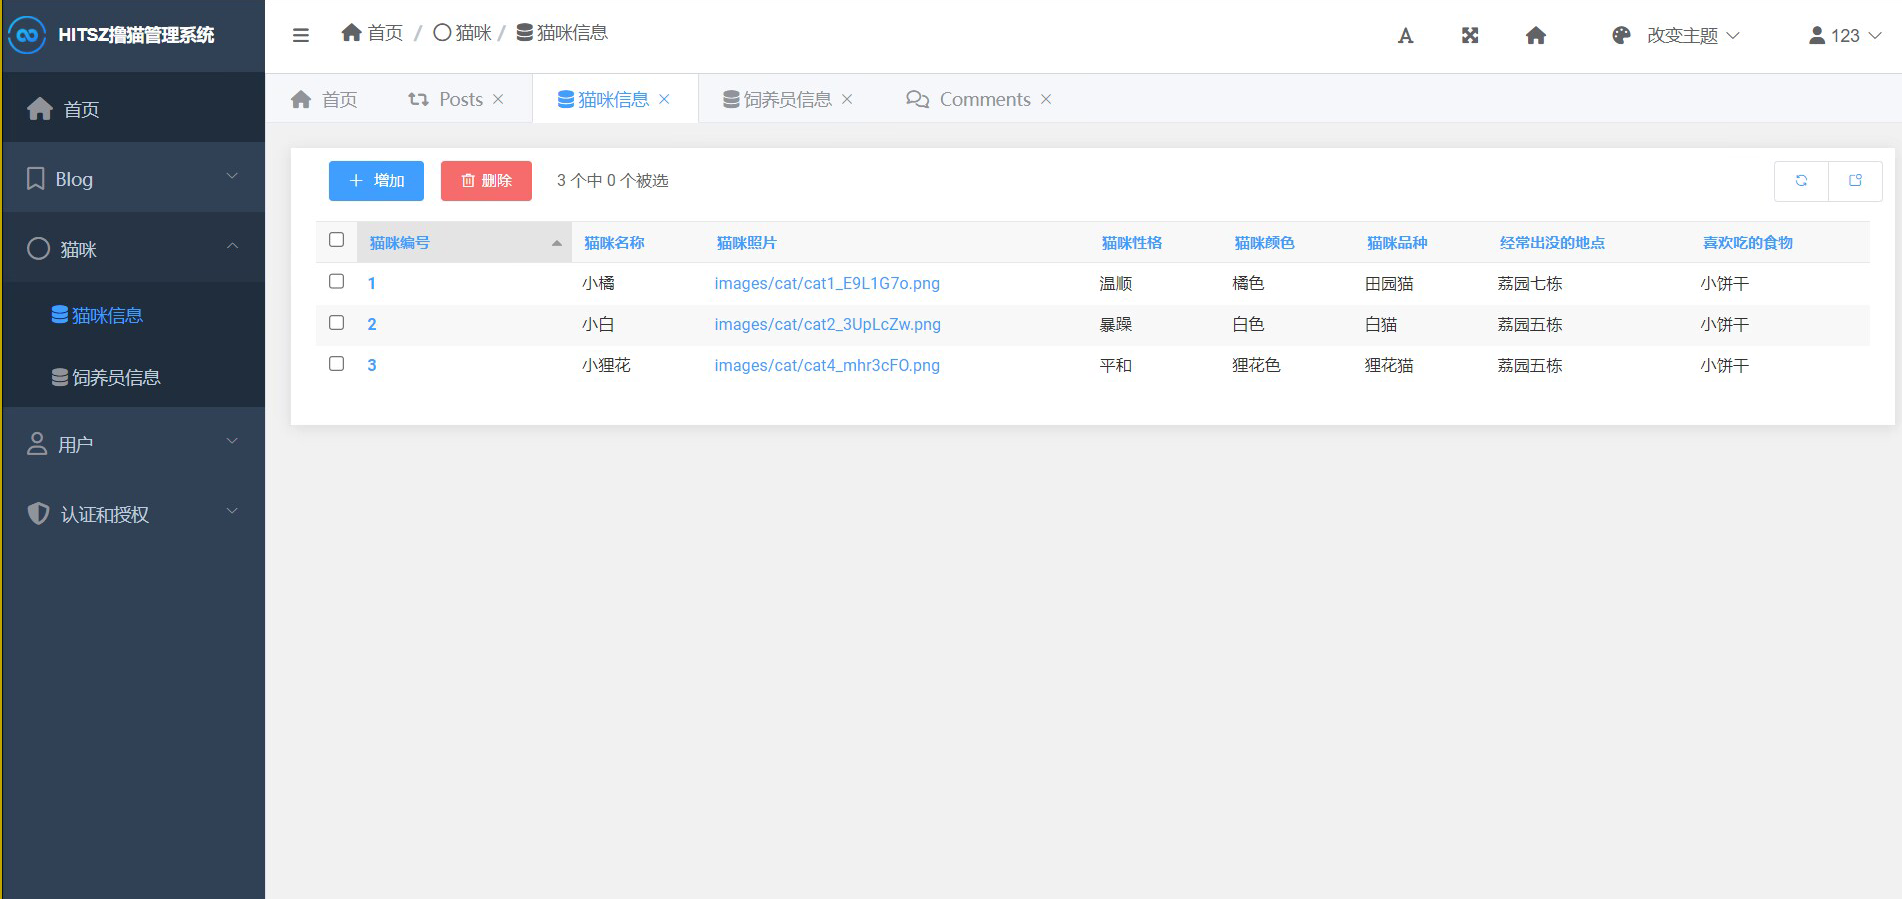 HITSZ撸猫管理系统
首页
Blog
猫咪
猫咪信息
饲养员信息
用户
认证和授权
首页 / 猫咪 / 猫咪信息
A 改变主题 123
首页 Posts × 猫咪信息 × 饲养员信息 × Comments ×
+ 增加 删除 3 个中 0 个被选
猫咪编号 猫咪名称 猫咪照片 猫咪性格 猫咪颜色 猫咪品种 经常出没的地点 喜欢吃的食物
1 小橘 images/cat/cat1_E9L1G7o.png 温顺 橘色 田园猫 荔园七栋 小饼干
2 小白 images/cat/cat2_3UpLcZw.png 暴躁 白色 白猫 荔园五栋 小饼干
3 小狸花 images/cat/cat4_mhr3cFO.png 平和 狸花色 狸花猫 荔园五栋 小饼干